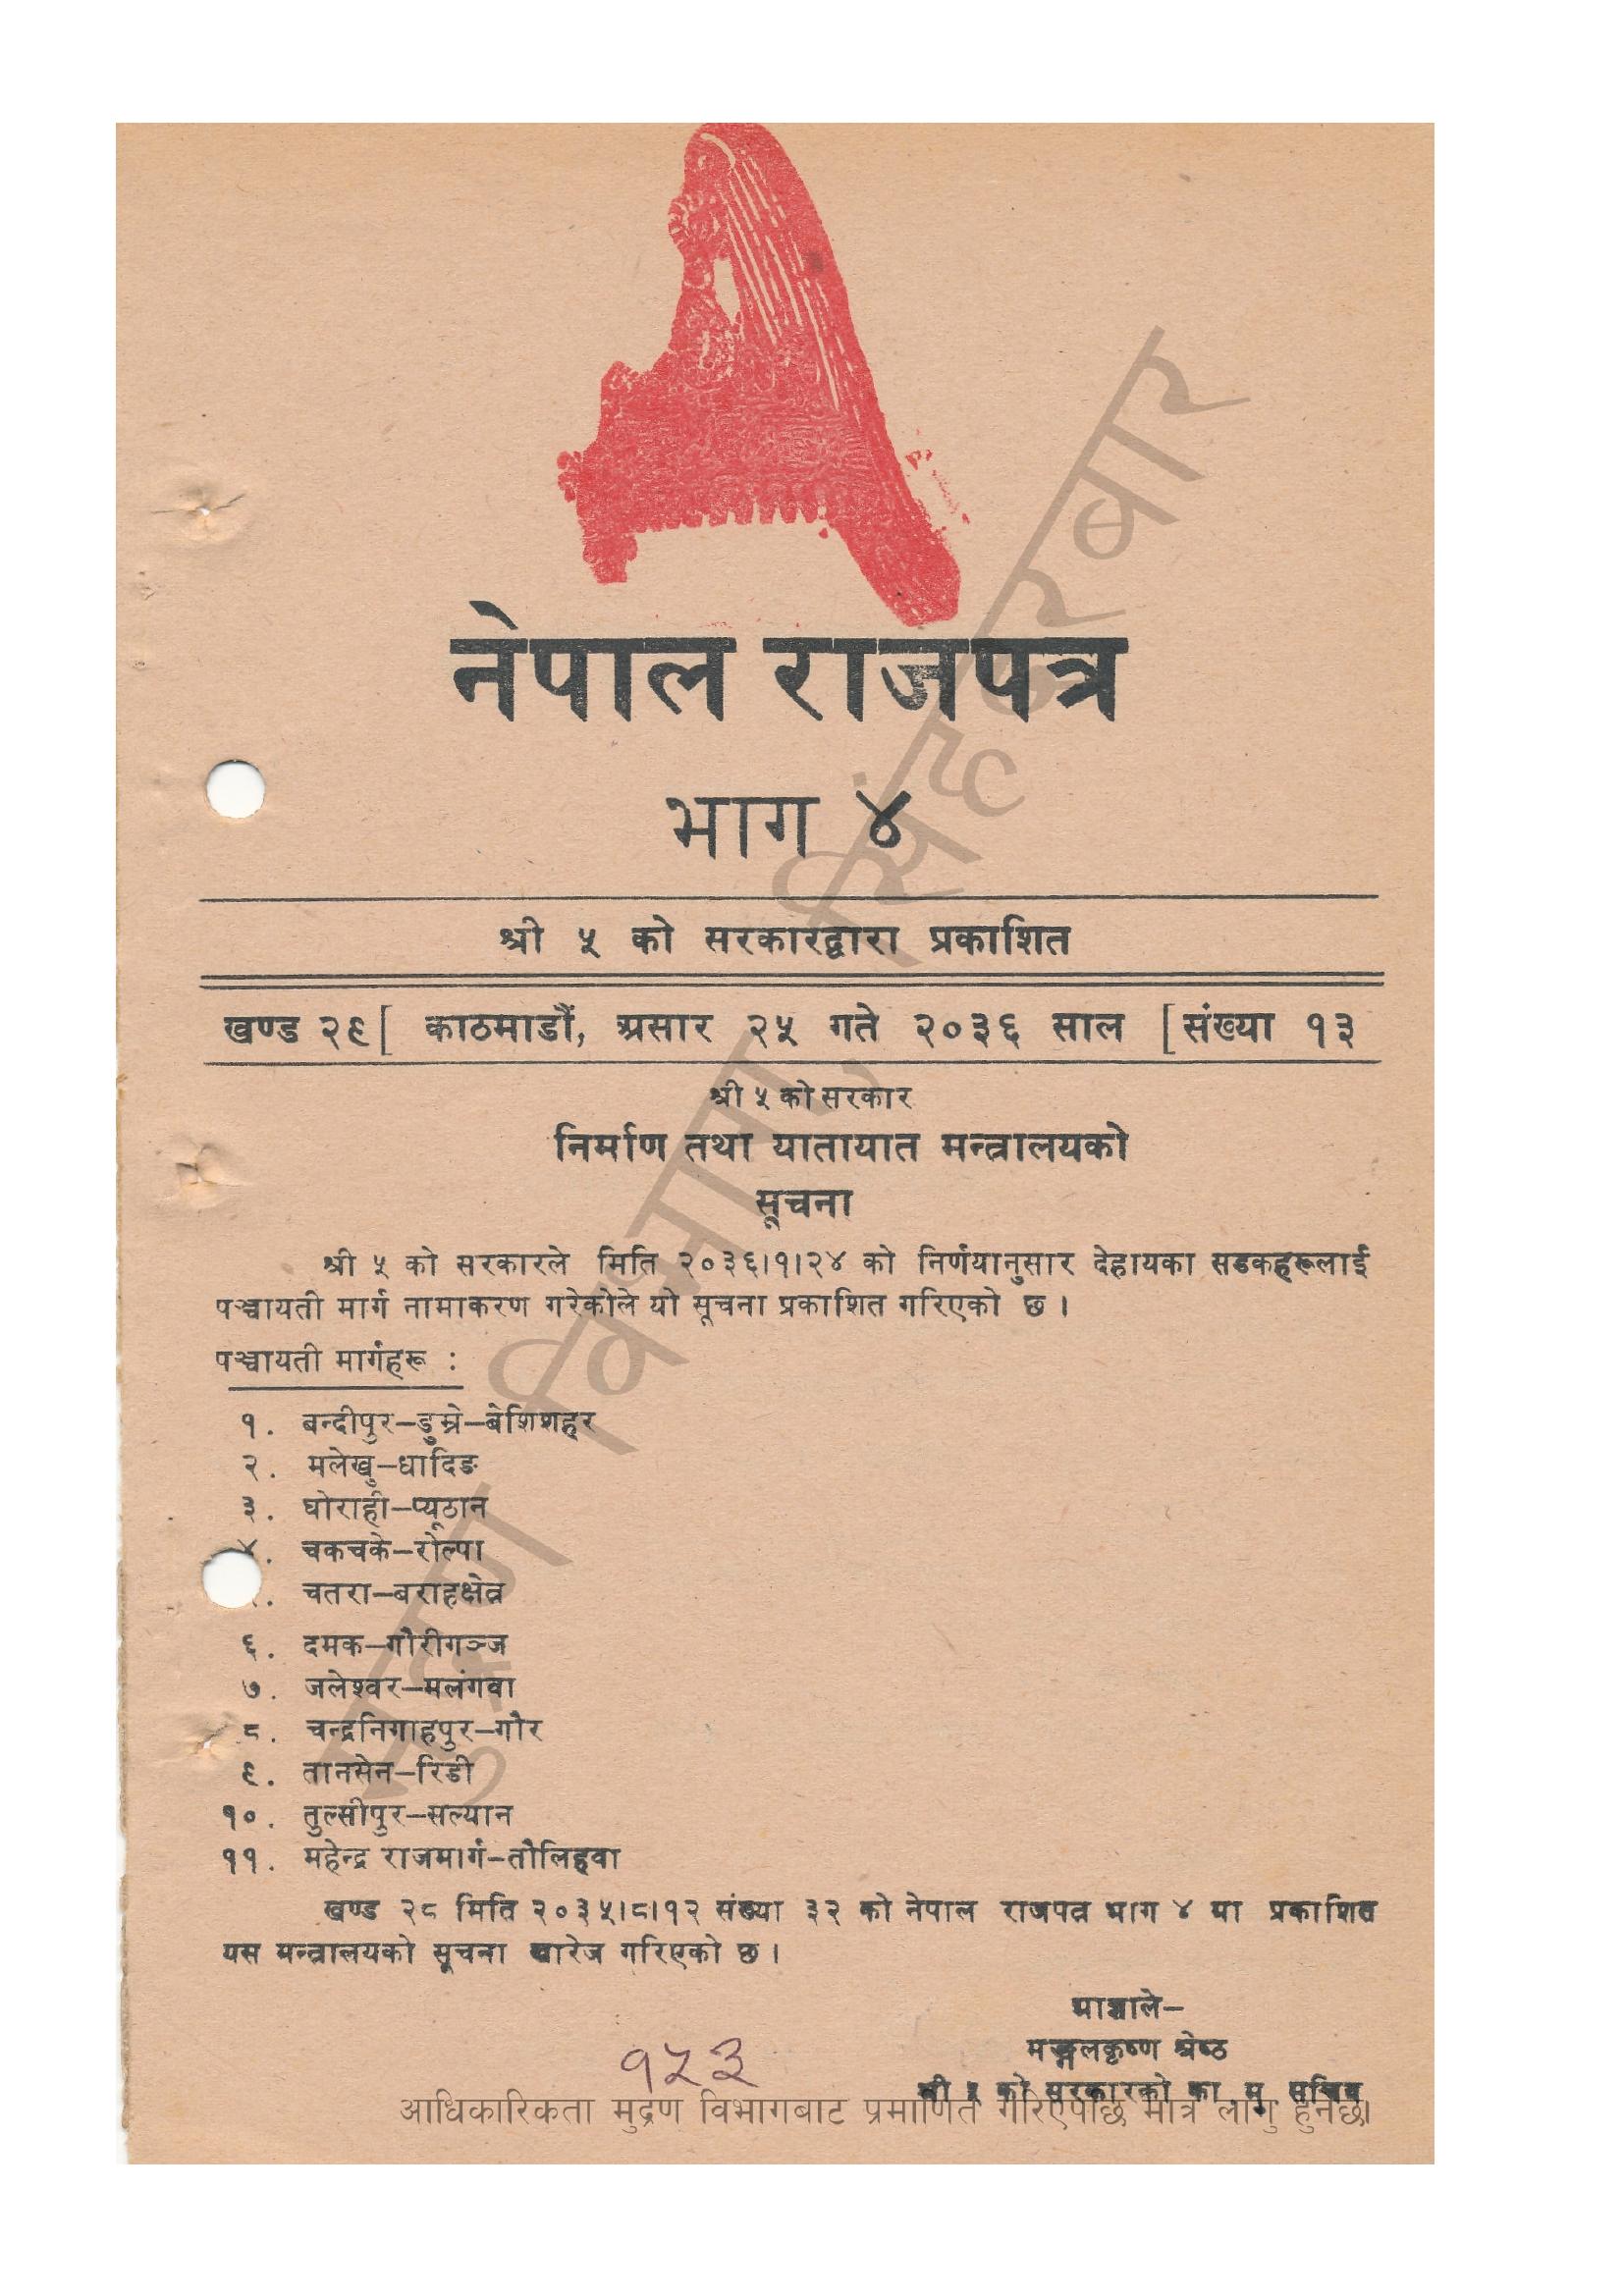 नेपाल राजपत्र
भाग ४
श्री ५ को सरकारद्वारा प्रकाशित
खण्ड २९[ काठमाडौं, असार २५ गते २०३६ साल [संख्या १३
श्री ५ को सरकार
निर्माण तथा यातायात मन्त्रालयको
सूचना
श्री ५ को सरकारले मिति २०३६।१।२४ को निर्णयानुसार देहायका सडकहरूलाई
पञ्चायती मार्ग नामाकरण गरेकोले यो सूचना प्रकाशित गरिएको छ ।
पञ्चायती मार्गहरू :
१. बन्दीपुर–डुम्रे–बेशिशहर
२. मलेखु–धादिङ
३. घोराही–प्यूठान
४. चकचके–रोल्पा
. चतरा–बराहक्षेत्र
६. दमक–गौरीगञ्ज
७. जलेश्वर–मलंगवा
८. चन्द्रनिगाहपुर–गौर
९. तानसेन–रिडी
१०. तुल्सीपुर–सल्यान
११. महेन्द्र राजमार्ग–तौलिहवा
खण्ड २८ मिति २०३५।८।१२ संख्या ३२ को नेपाल राजपत्र भाग ४ मा प्रकाशित
यस मन्त्रालयको सूचना खारेज गरिएको छ ।
आज्ञाले–
मङ्गलकृष्ण श्रेष्ठ
श्री ५ को सरकारको का. मु. सचिव
१५३
आधिकारिकता मुद्रण विभागबाट प्रमाणित गरिएपछि मात्र लागु हुनेछ।
मुद्रण विभाग, सिंहदरबार